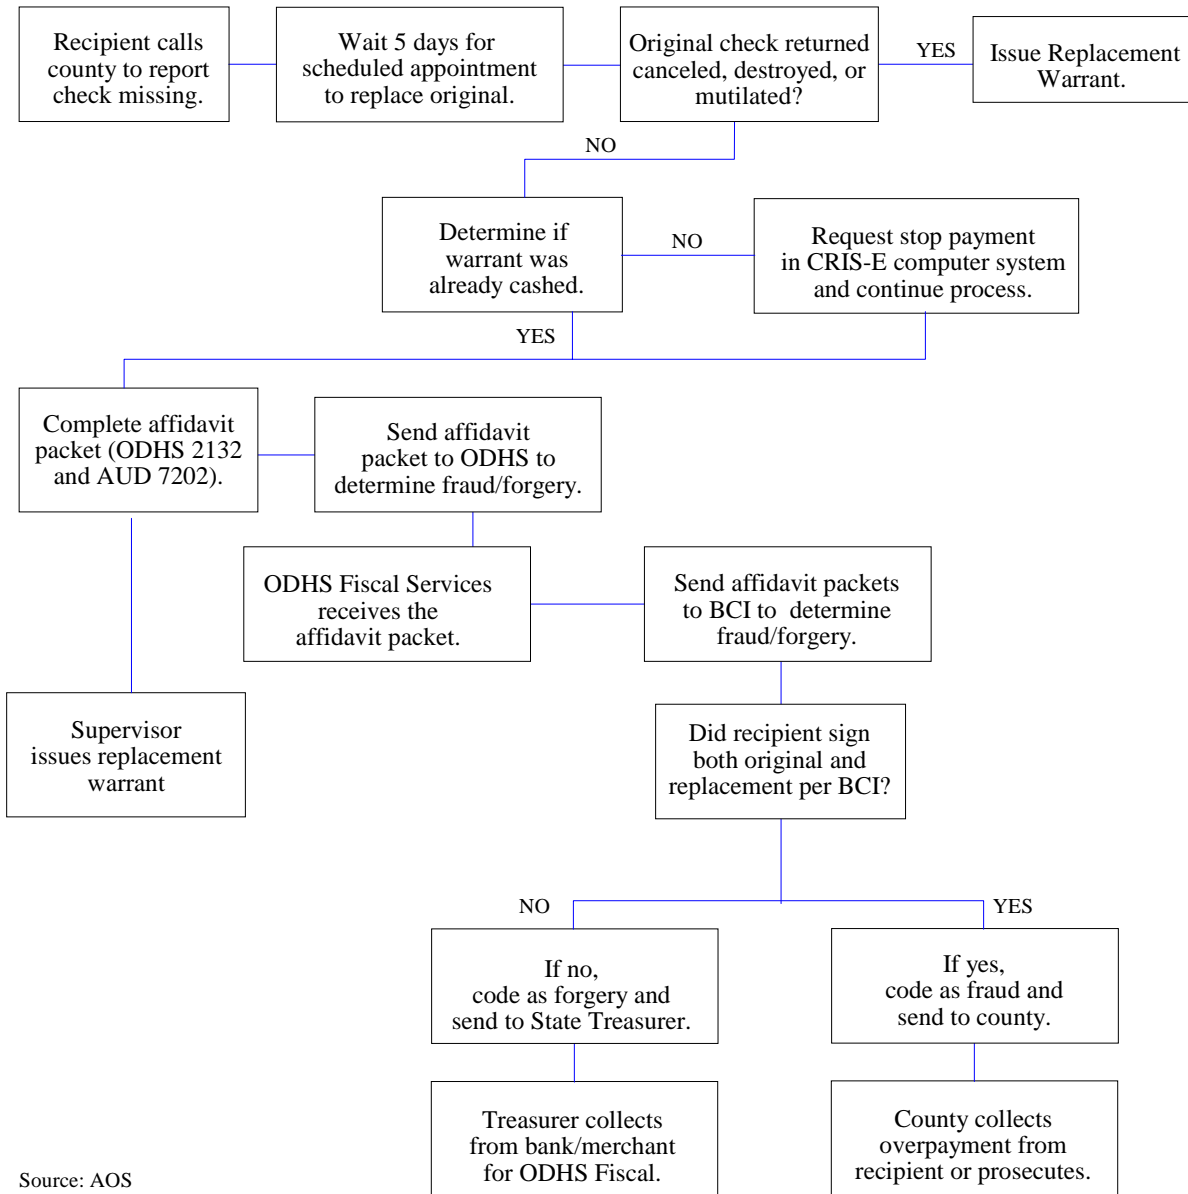 Recipient calls
county to report
check missing.
Wait 5 days for
scheduled appointment
to replace original.
Original check returned
canceled, destroyed, or
mutilated?
YES
Issue Replacement
Warrant.
NO
Determine if
warrant was
already cashed.
NO
Request stop payment
in CRIS-E computer system
and continue process.
YES
Complete affidavit
packet (ODHS 2132
and AUD 7202).
Send affidavit
packet to ODHS to
determine fraud/forgery.
ODHS Fiscal Services
receives the
affidavit packet.
Send affidavit packets
to BCI to determine
fraud/forgery.
Supervisor
issues replacement
warrant
Did recipient sign
both original and
replacement per BCI?
NO
YES
If no,
code as forgery and
send to State Treasurer.
If yes,
code as fraud and
send to county.
Treasurer collects
from bank/merchant
for ODHS Fiscal.
County collects
overpayment from
recipient or prosecutes.
Source: AOS